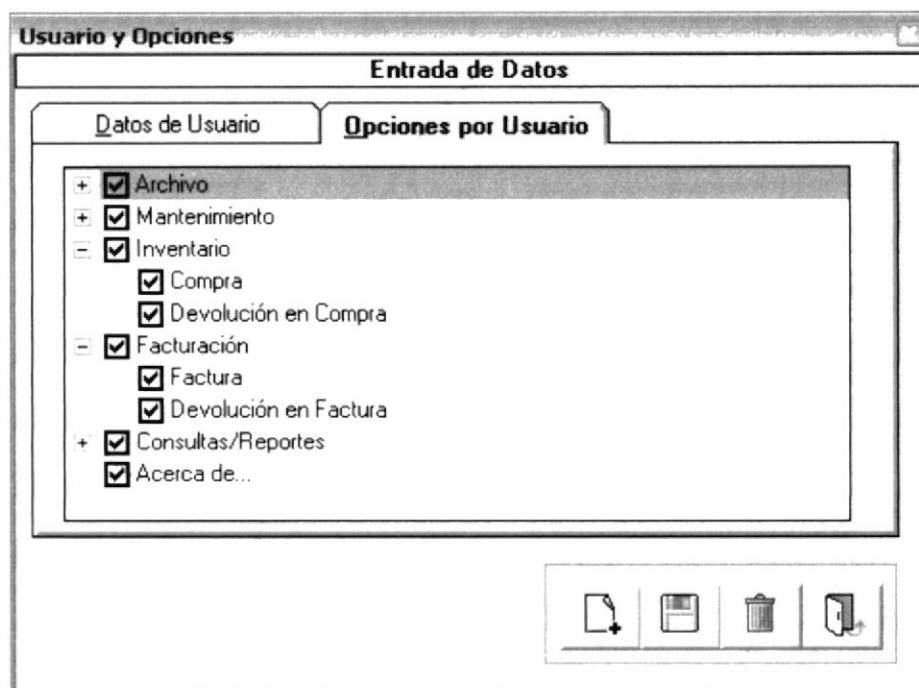 Usuario y Opciones
Entrada de Datos
Datos de Usuario
Opciones por Usuario
Archivo
Mantenimiento
Inventario
Compra
Devolución en Compra
Facturación
Factura
Devolución en Factura
Consultas/Reportes
Acerca de...